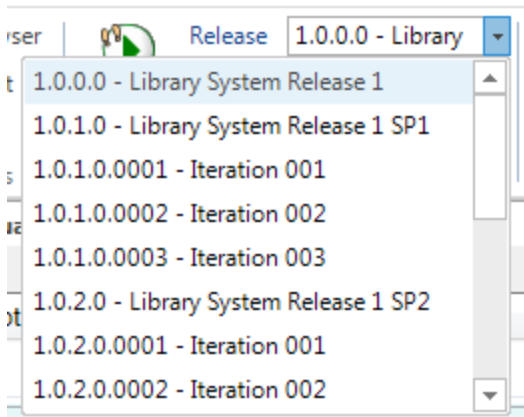 ser Release 1.0.0.0 - Library
1.0.0.0 - Library System Release 1
1.0.1.0 - Library System Release 1 SP1
1.0.1.0.0001 - Iteration 001
1.0.1.0.0002 - Iteration 002
1.0.1.0.0003 - Iteration 003
1.0.2.0 - Library System Release 1 SP2
1.0.2.0.0001 - Iteration 001
1.0.2.0.0002 - Iteration 002